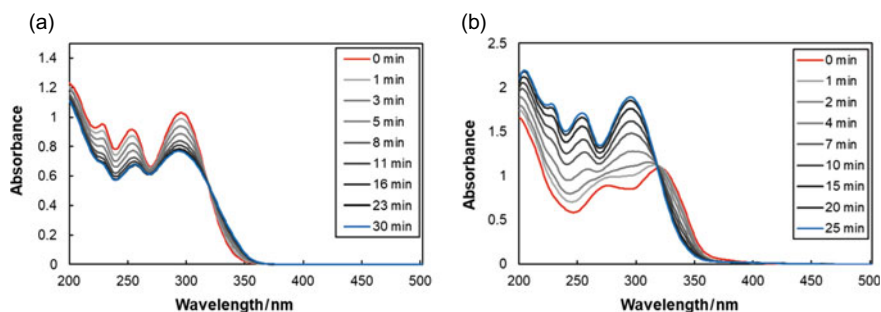 (a)
Absorbance
1.4
1.2
1
0.8
0.6
0.4
0.2
0
200
250
300
350
400
450
500
Wavelength/nm
0 min
1 min
3 min
5 min
8 min
11 min
16 min
23 min
30 min
(b)
Absorbance
2.5
2
1.5
1
0.5
0
200
250
300
350
400
450
500
Wavelength/nm
0 min
1 min
2 min
4 min
7 min
10 min
15 min
20 min
25 min